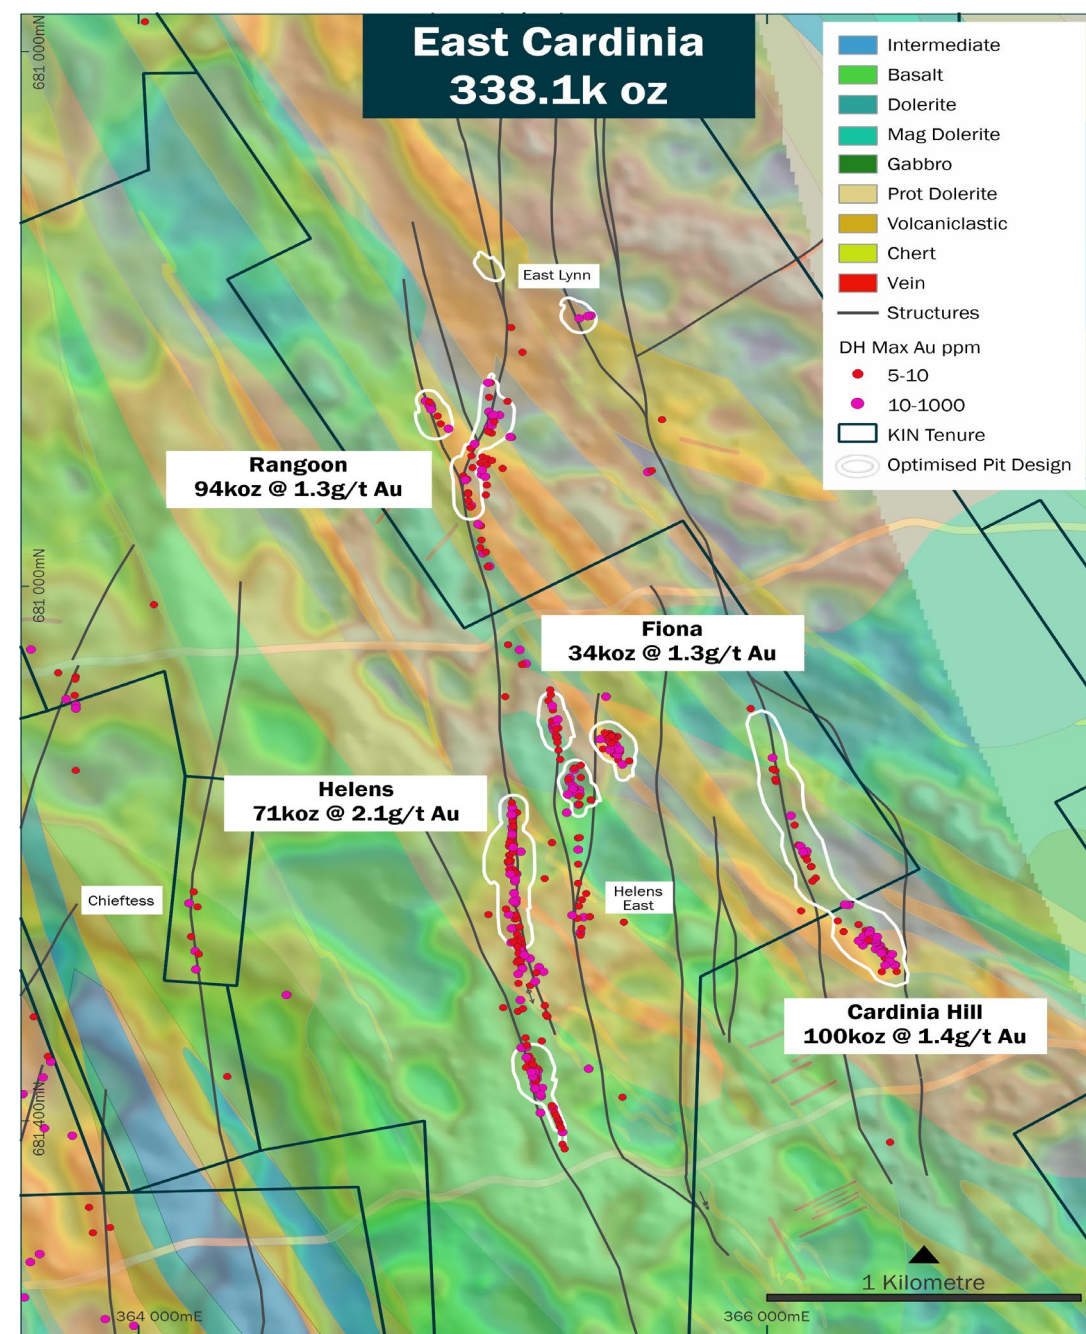 East Cardinia
338.1k oz
Intermediate
Basalt
Dolerite
Mag Dolerite
Gabbro
Prot Dolerite
Volcaniclastic
Chert
Vein
Structures
DH Max Au ppm
5-10
10-1000
KIN Tenure
Optimised Pit Design
681 000mN
East Lynn
Rangoon
94koz @ 1.3g/t Au
681 000mN
Fiona
34koz @ 1.3g/t Au
Helens
71koz @ 2.1g/t Au
Chieftess
Helens
East
Cardinia Hill
100koz @ 1.4g/t Au
681 400mN
1 Kilometre
364 000mE
366 000mE